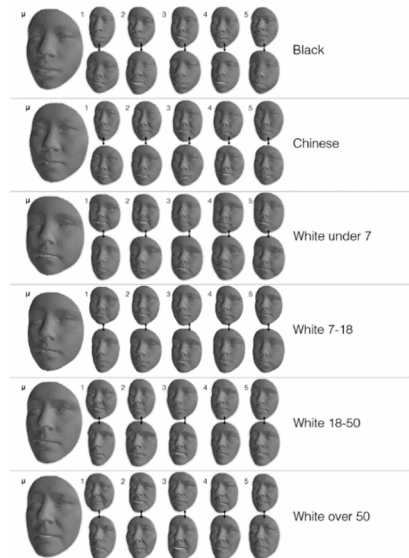 μ 1 2 3 4 5
Black
μ 1 2 3 4 5
Chinese
μ 1 2 3 4 5
White under 7
μ 1 2 3 4 5
White 7-18
μ 1 2 3 4 5
White 18-50
μ 1 2 3 4 5
White over 50